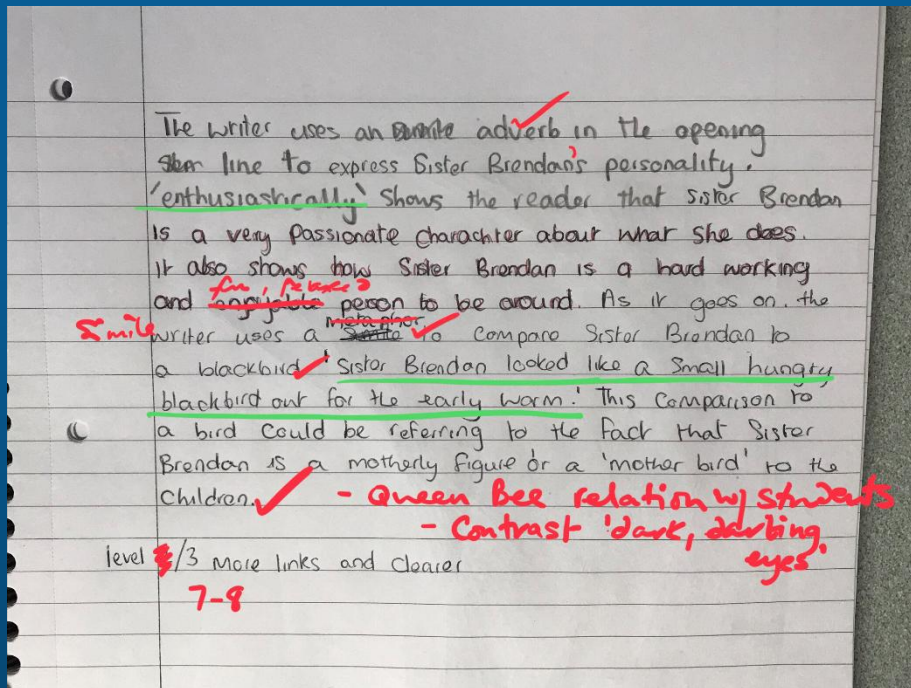 The writer uses an adverb in the opening
line to express Sister Brendan's personality.
'enthusiastically' Shows the reader that sister Brendan
is a very passionate charachter about what she does.
It also shows how Sister Brendan is a hard working
fun,
and enjoyable person to be around. As it goes on the
metaphor
Smile writer uses a Simile to compare Sister Brendan to
a blackbird 'Sister Brendan looked like a small hungry
blackbird out for the early worm.' This comparison to
a bird could be referring to the fact that Sister
Brendan is a motherly figure or a 'mother bird' to the
children. - Queen Bee relation w/ students
- Contrast 'dark, darting
eyes'
level /3 More links and clearer
7-8